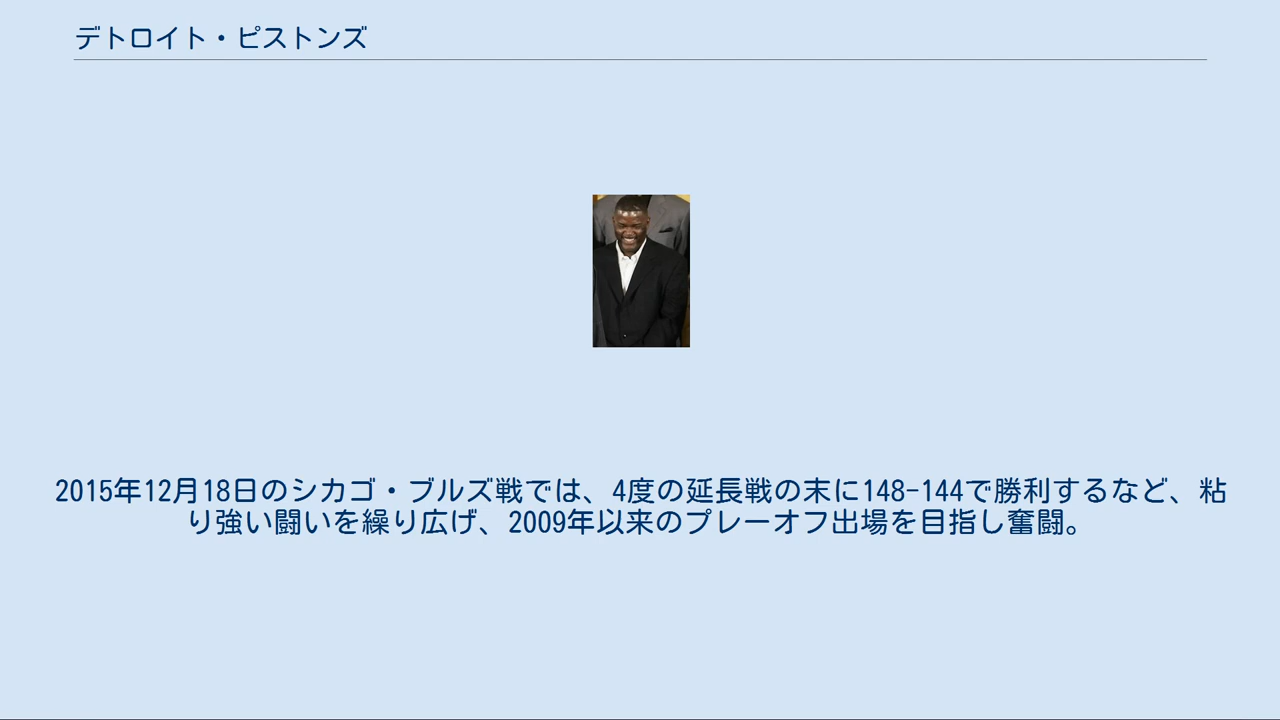 デトロイト・ピストンズ
2015年12月18日のシカゴ・ブルズ戦では、4度の延長戦の末に148-144で勝利するなど、粘
り強い闘いを繰り広げ、2009年以来のプレーオフ出場を目指し奮闘。